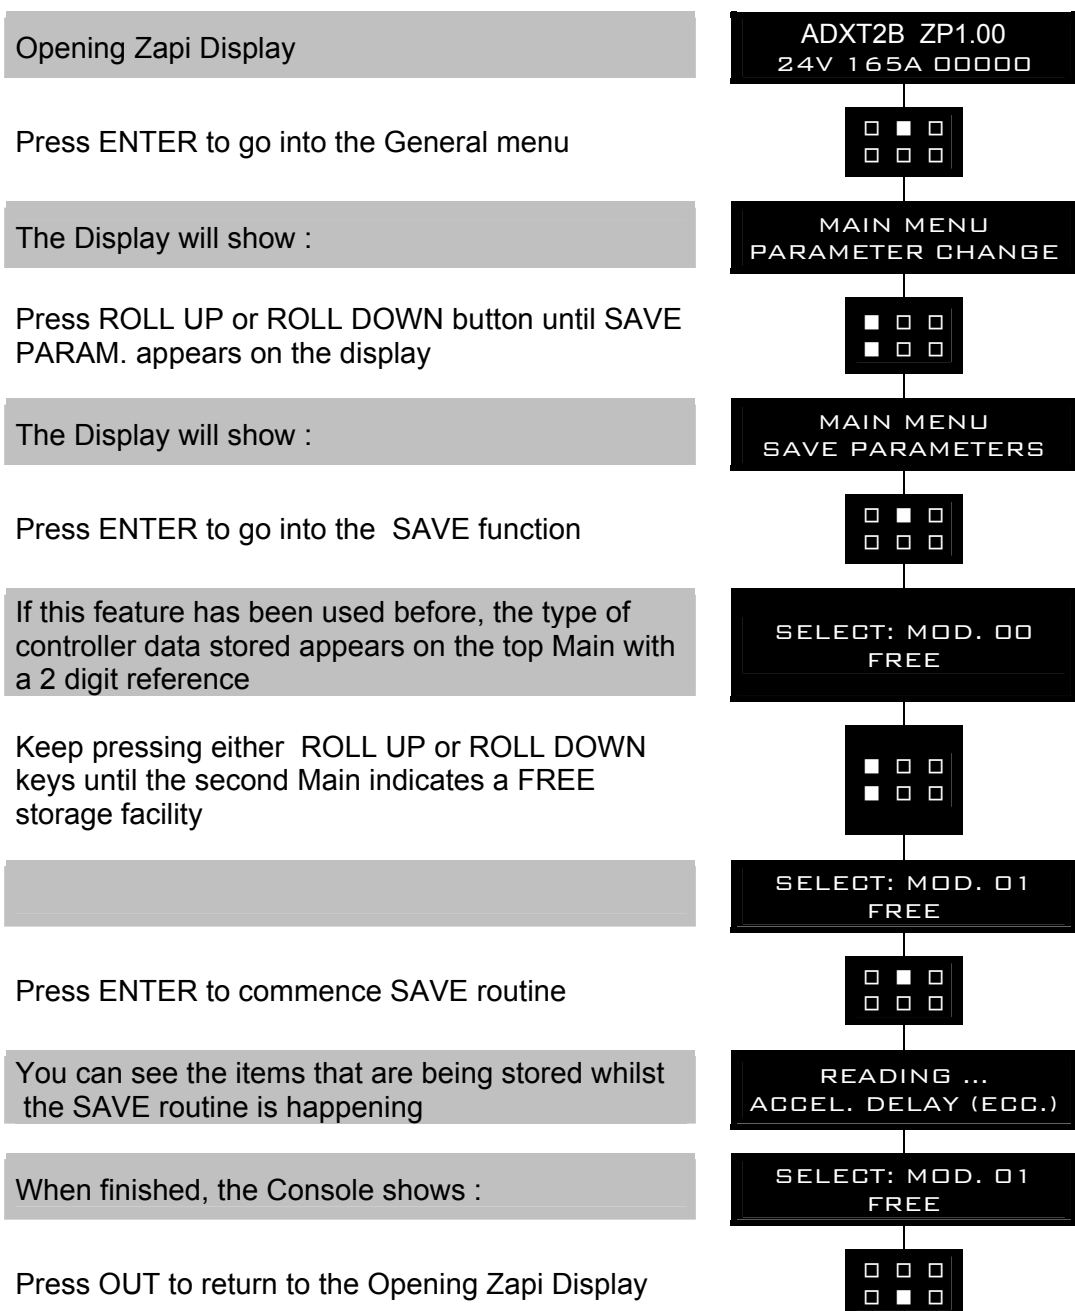 Opening Zapi Display
ADXT2B ZP1.00
24V 165A 00000
Press ENTER to go into the General menu
The Display will show :
MAIN MENU
PARAMETER CHANGE
Press ROLL UP or ROLL DOWN button until SAVE
PARAM. appears on the display
The Display will show :
MAIN MENU
SAVE PARAMETERS
Press ENTER to go into the SAVE function
If this feature has been used before, the type of
controller data stored appears on the top Main with
a 2 digit reference
SELECT: MOD. 00
FREE
Keep pressing either ROLL UP or ROLL DOWN
keys until the second Main indicates a FREE
storage facility
SELECT: MOD. 01
FREE
Press ENTER to commence SAVE routine
You can see the items that are being stored whilst
the SAVE routine is happening
READING ...
ACCEL. DELAY (ECC.)
When finished, the Console shows :
SELECT: MOD. 01
FREE
Press OUT to return to the Opening Zapi Display